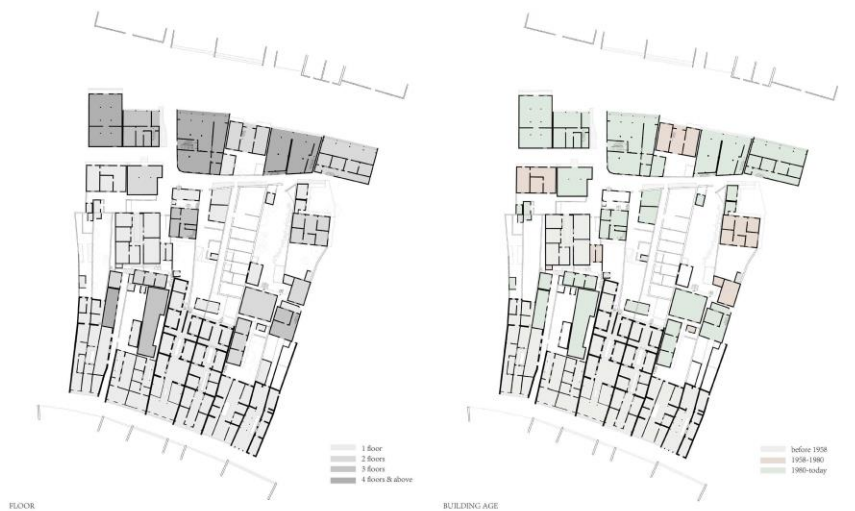 1 floor
2 floors
3 floors
4 floors & above
FLOOR
before 1958
1958-1980
1980-today
BUILDING AGE